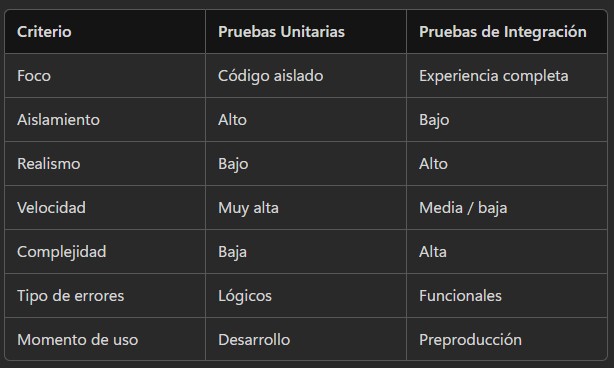 Criterio Pruebas Unitarias Pruebas de Integración
Foco Código aislado Experiencia completa
Aislamiento Alto Bajo
Realismo Bajo Alto
Velocidad Muy alta Media / baja
Complejidad Baja Alta
Tipo de errores Lógicos Funcionales
Momento de uso Desarrollo Preproducción